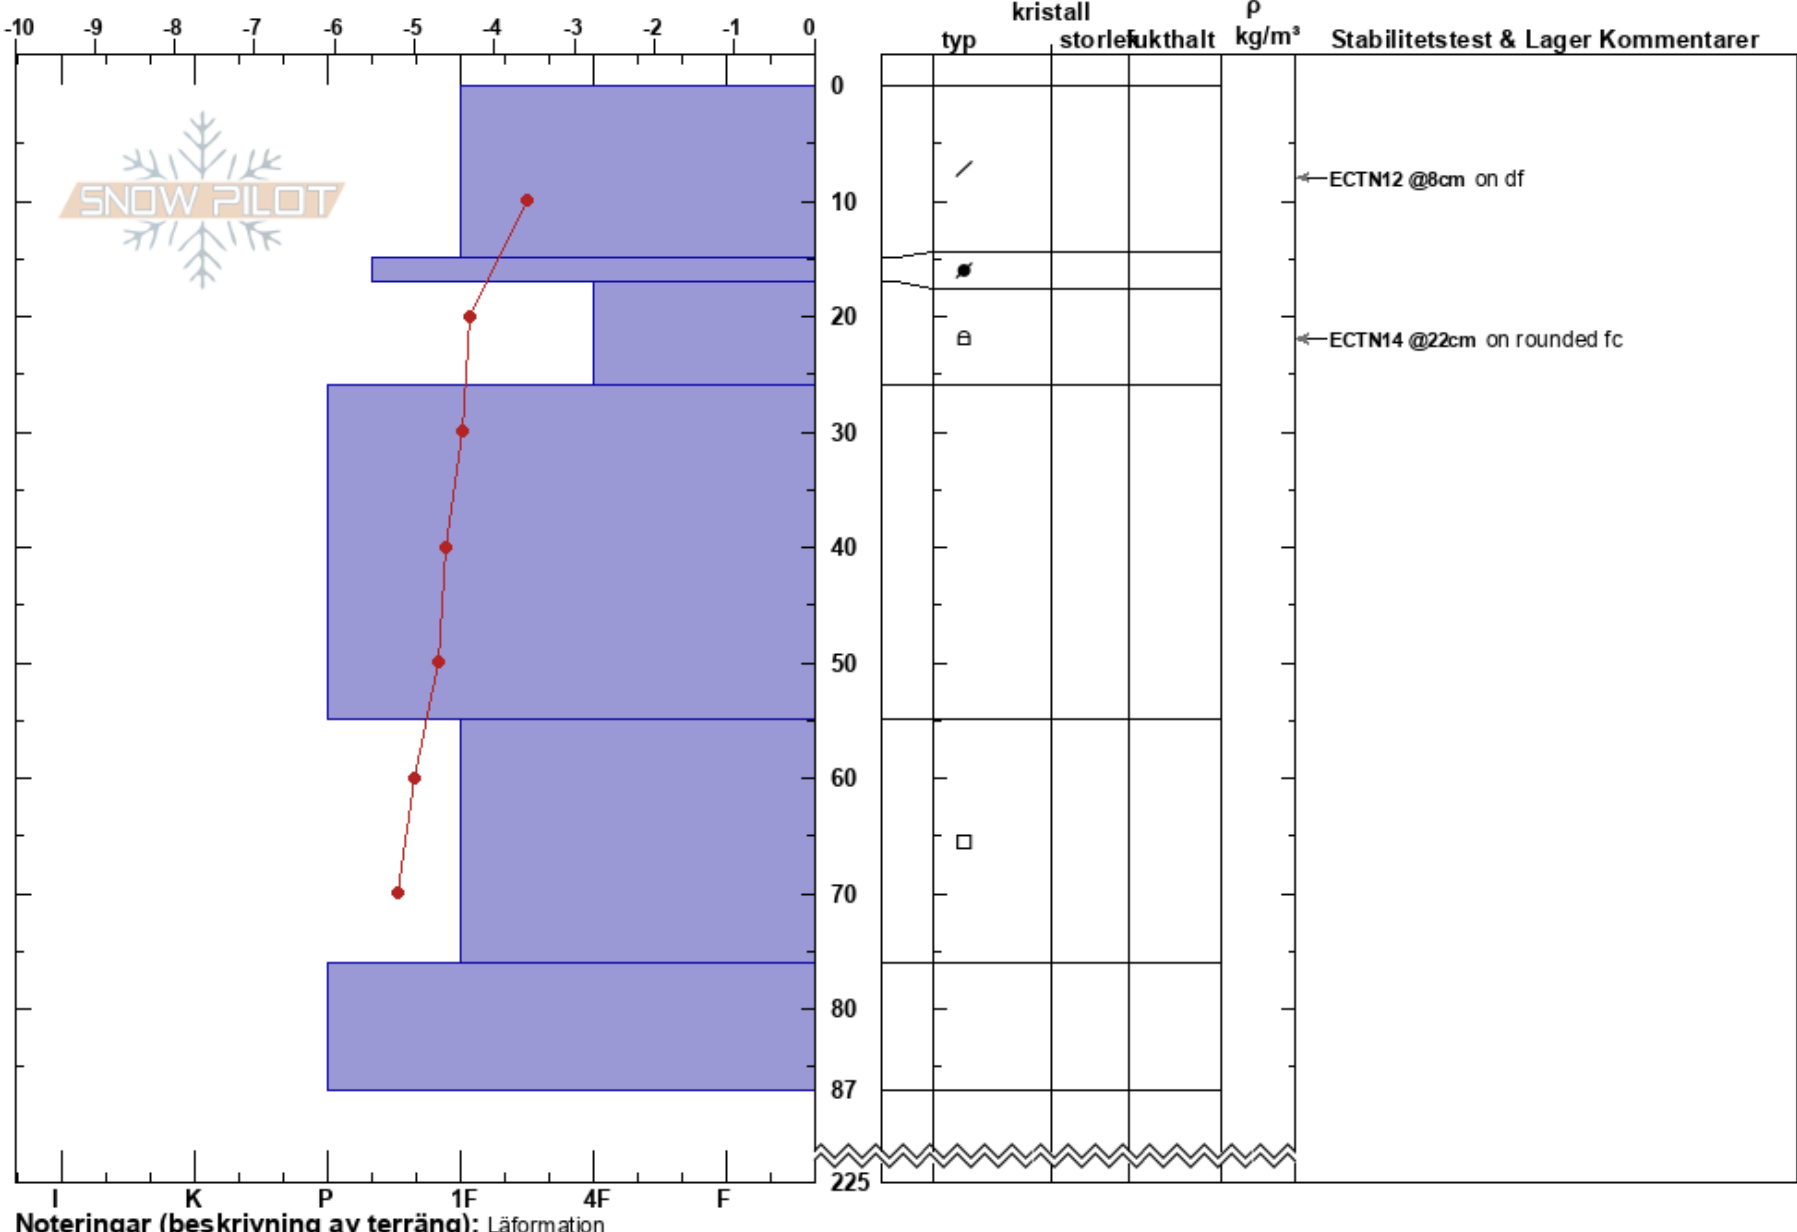 kristall ρ
-10 -9 -8 -7 -6 -5 -4 -3 -2 -1 0
typ storlek fukthalt kg/m³ Stabilitetstest & Lager Kommentarer
0
SNOW PILOT
ECTN12 @8cm on df
10
20
ECTN14 @22cm on rounded fc
30
40
50
60
70
80
87
225
I K P 1F 4F F
Noteringar (beskrivning av terräng): Läformation